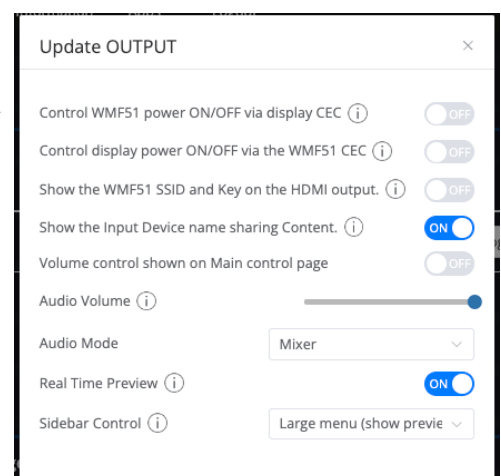 Update OUTPUT
Control WMF51 power ON/OFF via display CEC
OFF
Control display power ON/OFF via the WMF51 CEC
OFF
Show the WMF51 SSID and Key on the HDMI output.
OFF
Show the Input Device name sharing Content.
ON
Volume control shown on Main control page
OFF
Audio Volume
Audio Mode
Mixer
Real Time Preview
ON
Sidebar Control
Large menu (show previe